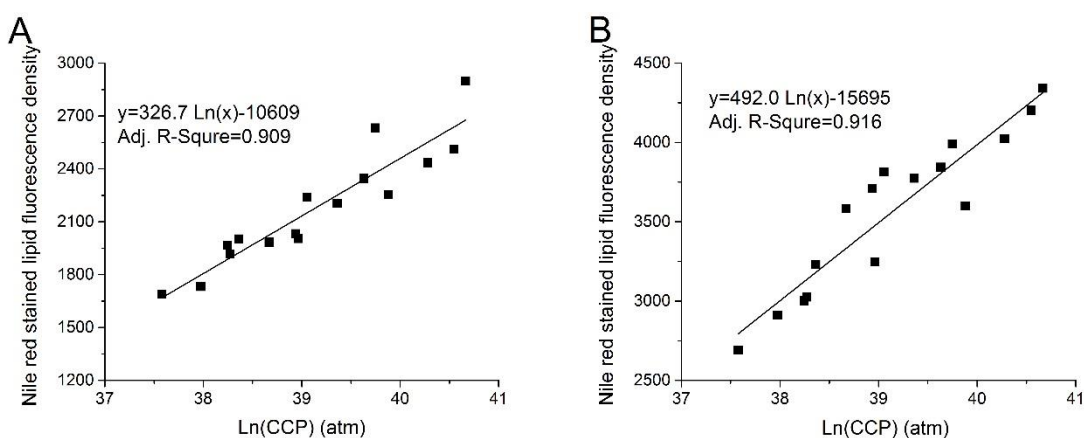 A
Nile red stained lipid fluorescence density
3000
2700
2400
2100
1800
1500
1200
y=326.7 Ln(x)-10609
Adj. R-Squre=0.909
37
38
39
40
41
Ln(CCP) (atm)
B
Nile red stained lipid fluorescence density
4500
4000
3500
3000
2500
y=492.0 Ln(x)-15695
Adj. R-Squre=0.916
37
38
39
40
41
Ln(CCP) (atm)